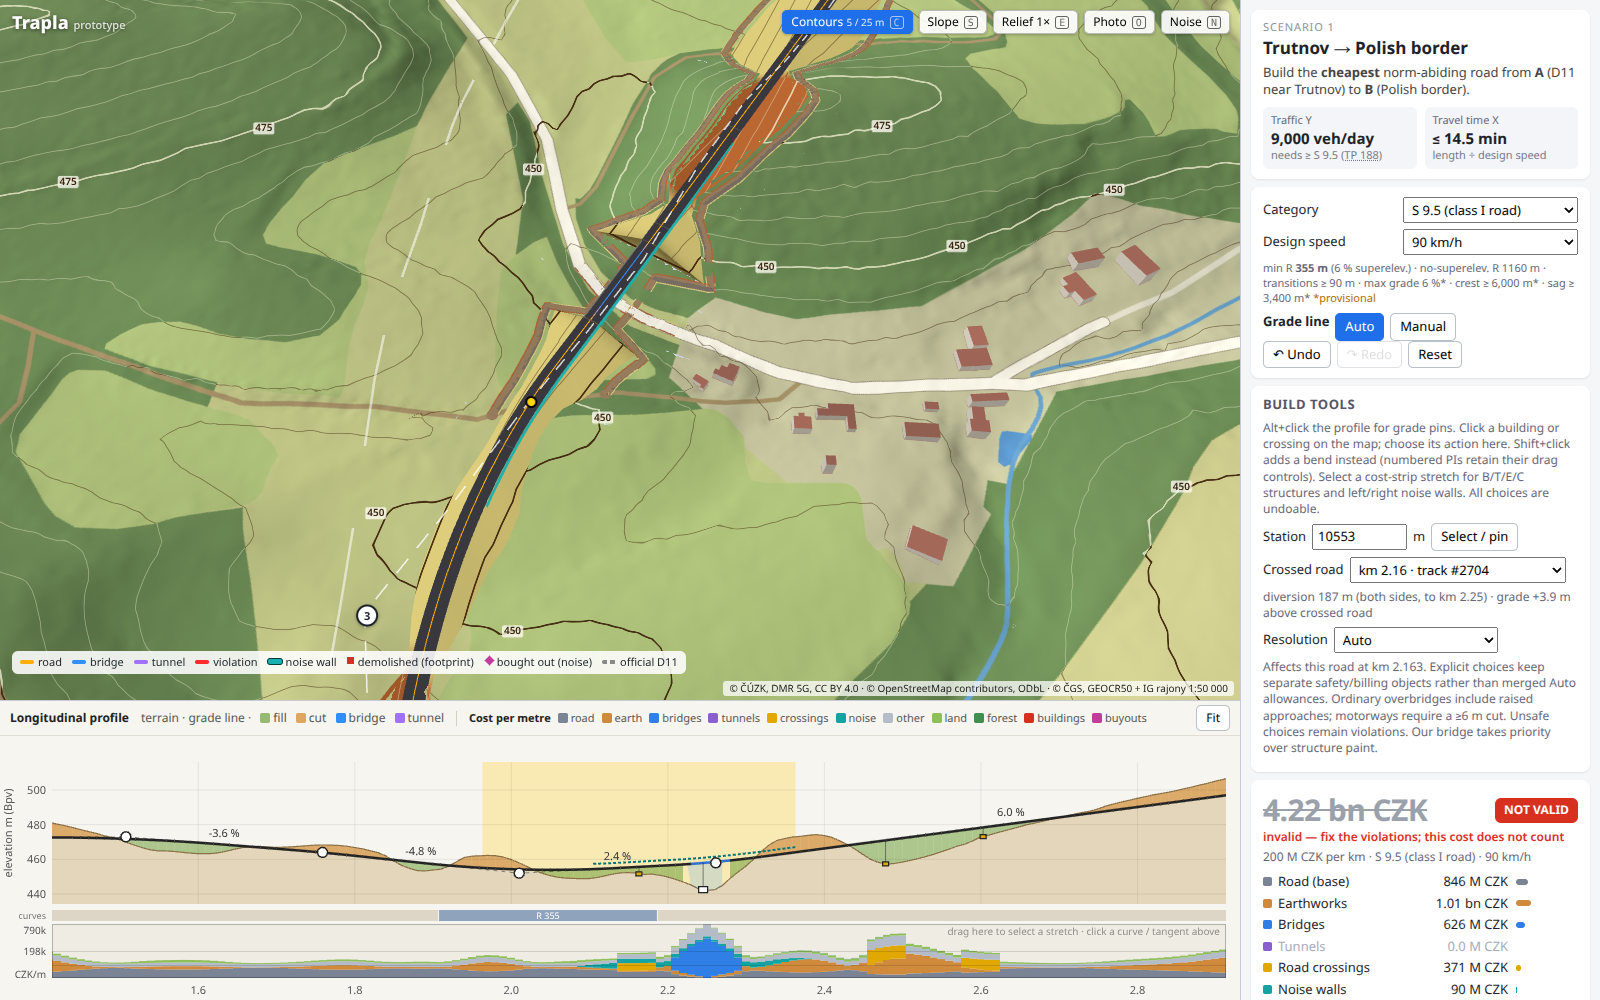 Trapla prototype
Contours 5 / 25 m C
Slope S
Relief 1× E
Photo O
Noise N
475
475
475
450
450
450
450
450
450
450
450
3
road
bridge
tunnel
violation
noise wall
demolished (footprint)
bought out (noise)
official D11
© ČÚZK, DMR 5G, CC BY 4.0 · © OpenStreetMap contributors, ODbL · © ČGS, GEOCR50 + IG rajony 1:50 000
Longitudinal profile
terrain · grade line ·
fill
cut
bridge
tunnel
Cost per metre
road
earth
bridges
tunnels
crossings
noise
other
land
forest
buildings
buyouts
Fit
elevation m (Bpv)
500
480
460
440
-3.6 %
-4.8 %
2.4 %
6.0 %
curves
R 355
790k
198k
CZK/m
drag here to select a stretch · click a curve / tangent above
1.6
1.8
2.0
2.2
2.4
2.6
2.8
SCENARIO 1
Trutnov → Polish border
Build the cheapest norm-abiding road from A (D11
near Trutnov) to B (Polish border).
Traffic Y
9,000 veh/day
needs ≥ S 9.5 (TP 188)
Travel time X
≤ 14.5 min
length ÷ design speed
Category
S 9.5 (class I road)
Design speed
90 km/h
min R 355 m (6 % superelev.) · no-superelev. R 1160 m ·
transitions ≥ 90 m · max grade 6 %* · crest ≥ 6,000 m* · sag ≥
3,400 m* *provisional
Grade line
Auto
Manual
↶ Undo
↷ Redo
Reset
BUILD TOOLS
Alt+click the profile for grade pins. Click a building or
crossing on the map; choose its action here. Shift+click
adds a bend instead (numbered PIs retain their drag
controls). Select a cost-strip stretch for B/T/E/C
structures and left/right noise walls. All choices are
undoable.
Station 10553 m Select / pin
Crossed road km 2.16 · track #2704
diversion 187 m (both sides, to km 2.25) · grade +3.9 m
above crossed road
Resolution Auto
Affects this road at km 2.163. Explicit choices keep
separate safety/billing objects rather than merged Auto
allowances. Ordinary overbridges include raised
approaches; motorways require a ≥6 m cut. Unsafe
choices remain violations. Our bridge takes priority
over structure paint.
4.22 bn CZK
NOT VALID
invalid — fix the violations; this cost does not count
200 M CZK per km · S 9.5 (class I road) · 90 km/h
Road (base) 846 M CZK
Earthworks 1.01 bn CZK
Bridges 626 M CZK
Tunnels 0.0 M CZK
Road crossings 371 M CZK
Noise walls 90 M CZK